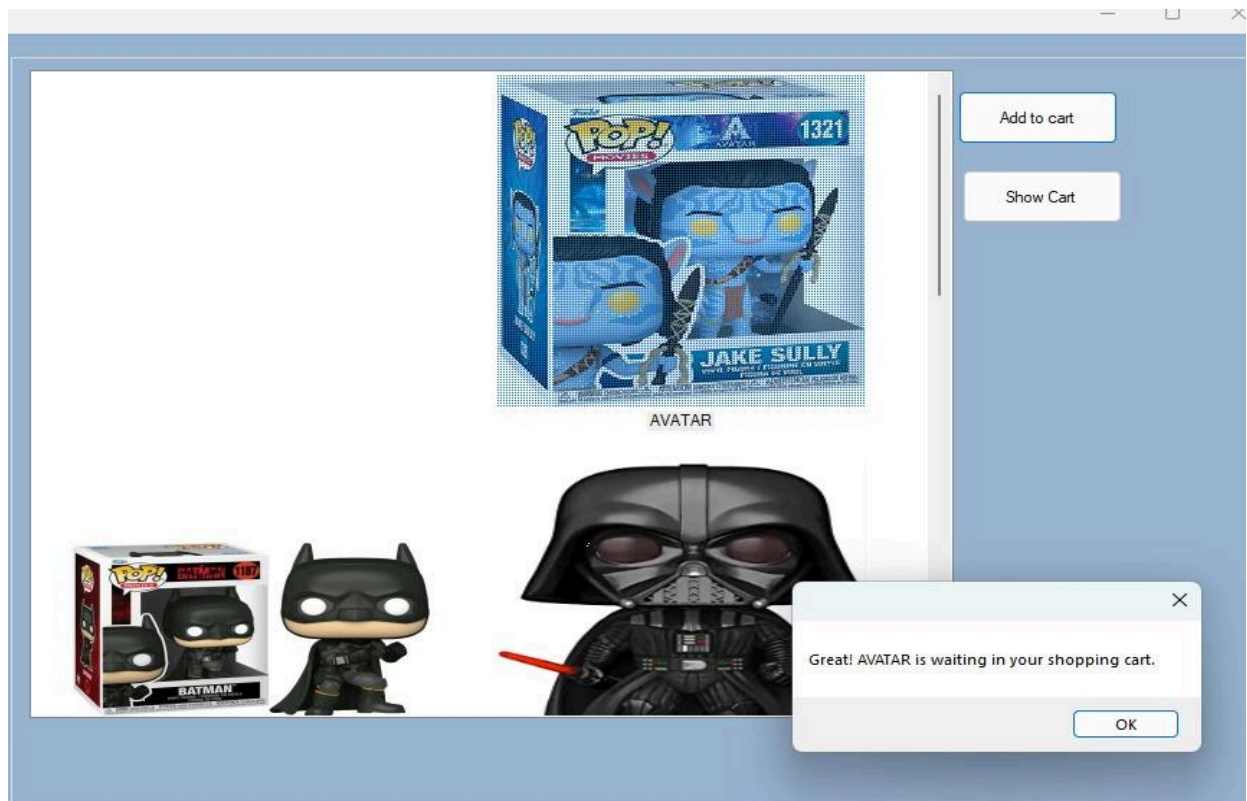 POP!
MOVIES
AVATAR
1321
JAKE SULLY
AVATAR
Add to cart
Show Cart
POP!
MOVIES
BATMAN
1187
BATMAN
Great! AVATAR is waiting in your shopping cart.
OK